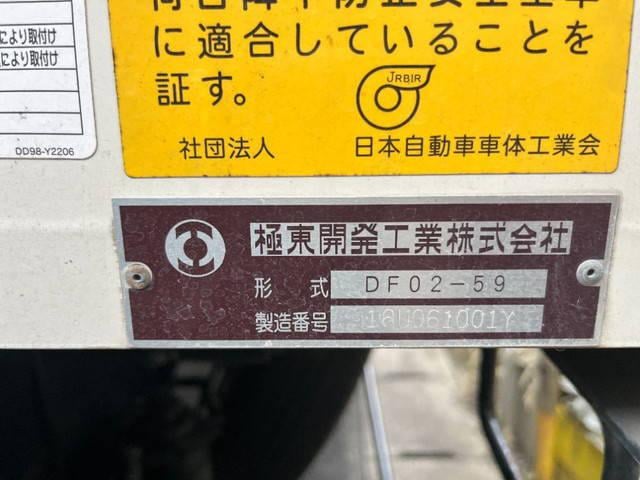 により取付け
により取付け
DD98-Y2206
に適合していることを
証す。
JRBIR
社団法人
日本自動車車体工業会
極東開発工業株式会社
形式 DF02-59
製造番号